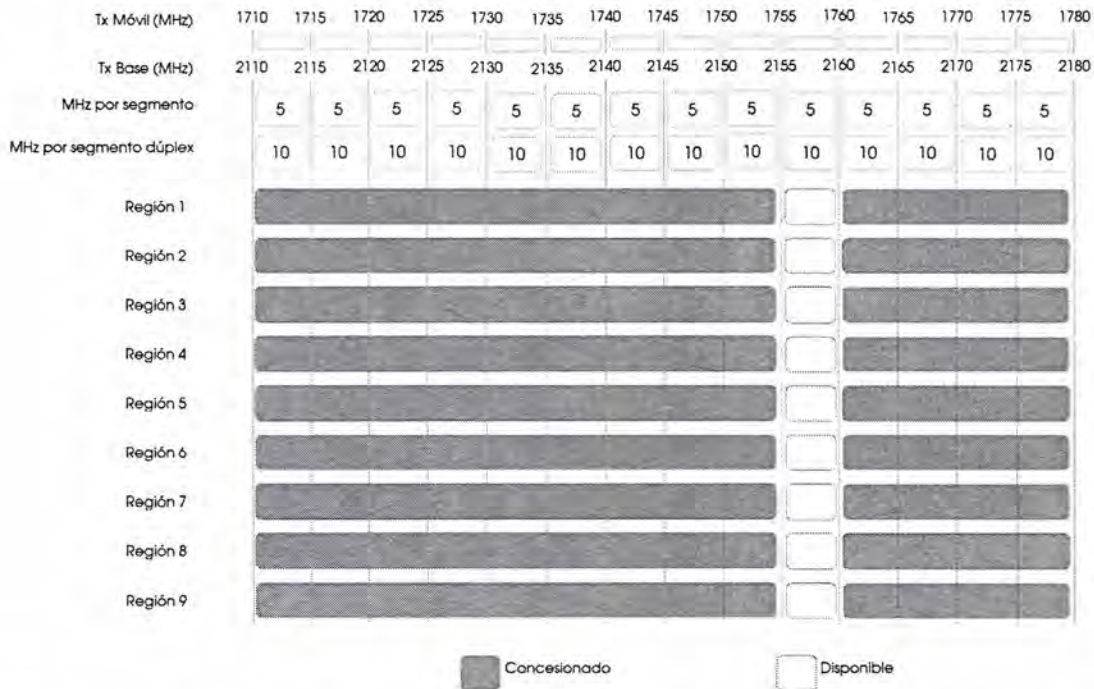 Tx Móvil (MHz) 1710 1715 1720 1725 1730 1735 1740 1745 1750 1755 1760 1765 1770 1775 1780
Tx Base (MHz) 2110 2115 2120 2125 2130 2135 2140 2145 2150 2155 2160 2165 2170 2175 2180
MHz por segmento 5 5 5 5 5 5 5 5 5 5 5 5 5 5
MHz por segmento dúplex 10 10 10 10 10 10 10 10 10 10 10 10 10 10
Región 1
Región 2
Región 3
Región 4
Región 5
Región 6
Región 7
Región 8
Región 9
Concesionado Disponible